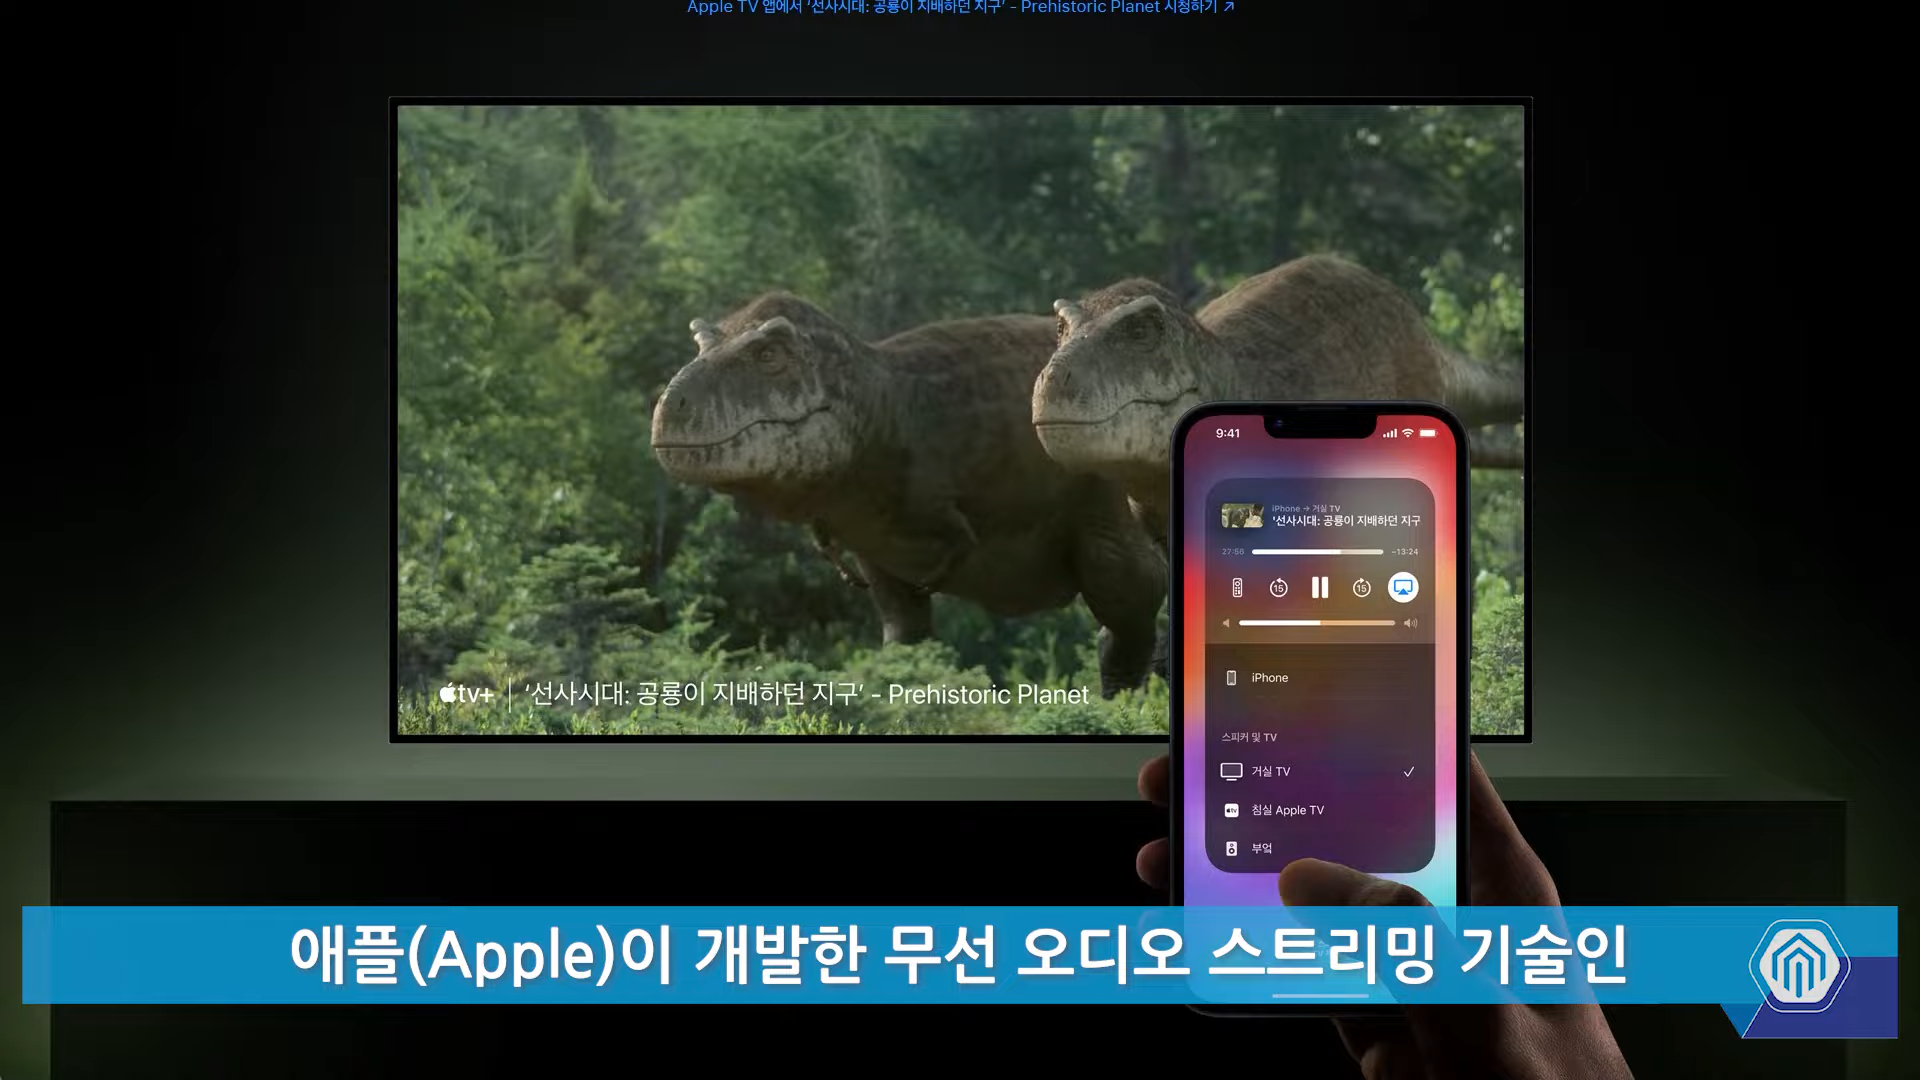 Apple TV 앱에서 ‘선사시대: 공룡이 지배하던 지구’ - Prehistoric Planet 시청하기 ↗
tv+ | ‘선사시대: 공룡이 지배하던 지구’ - Prehistoric Planet
9:41
iPhone → 거실 TV
‘선사시대: 공룡이 지배하던 지구
27:56 -13:24
15 15
iPhone
스피커 및 TV
거실 TV
침실 Apple TV
부엌
애플(Apple)이 개발한 무선 오디오 스트리밍 기술인